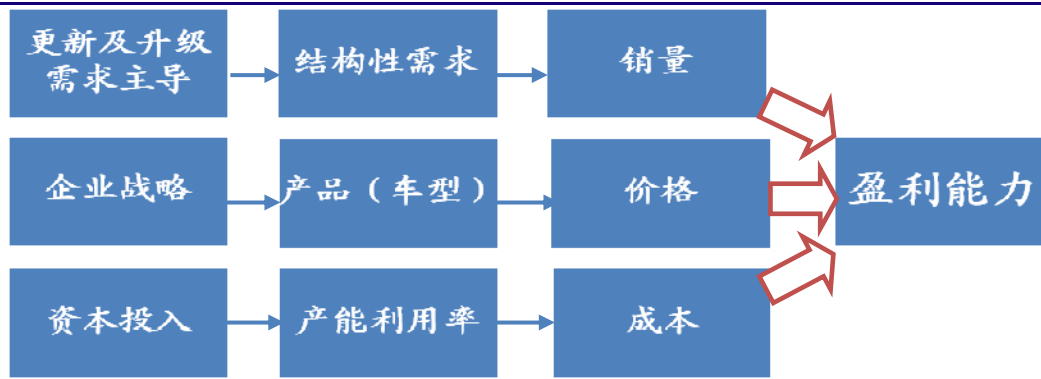 更新及升级
需求主导
结构性需求
销量
企业战略
产品（车型）
价格
盈利能力
资本投入
产能利用率
成本